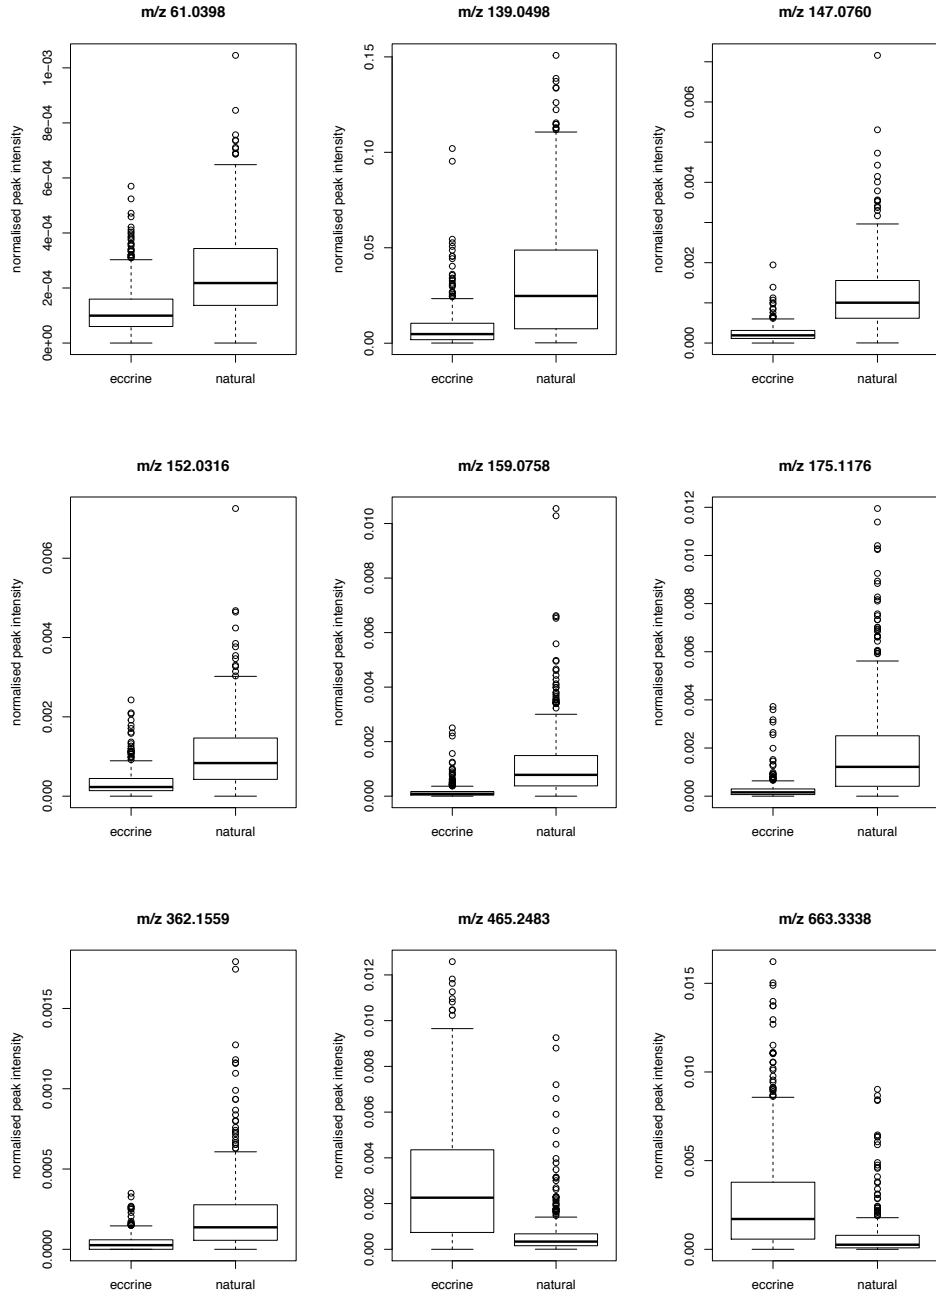 m/z 61.0398
normalised peak intensity
0e+00 2e−04 4e−04 6e−04 8e−04 1e−03
eccrine natural
m/z 139.0498
normalised peak intensity
0.00 0.05 0.10 0.15
eccrine natural
m/z 147.0760
normalised peak intensity
0.000 0.002 0.004 0.006
eccrine natural
m/z 152.0316
normalised peak intensity
0.000 0.002 0.004 0.006
eccrine natural
m/z 159.0758
normalised peak intensity
0.000 0.002 0.004 0.006 0.008 0.010
eccrine natural
m/z 175.1176
normalised peak intensity
0.000 0.002 0.004 0.006 0.008 0.010 0.012
eccrine natural
m/z 362.1559
normalised peak intensity
0.0000 0.0005 0.0010 0.0015
eccrine natural
m/z 465.2483
normalised peak intensity
0.000 0.002 0.004 0.006 0.008 0.010 0.012
eccrine natural
m/z 663.3338
normalised peak intensity
0.000 0.005 0.010 0.015
eccrine natural